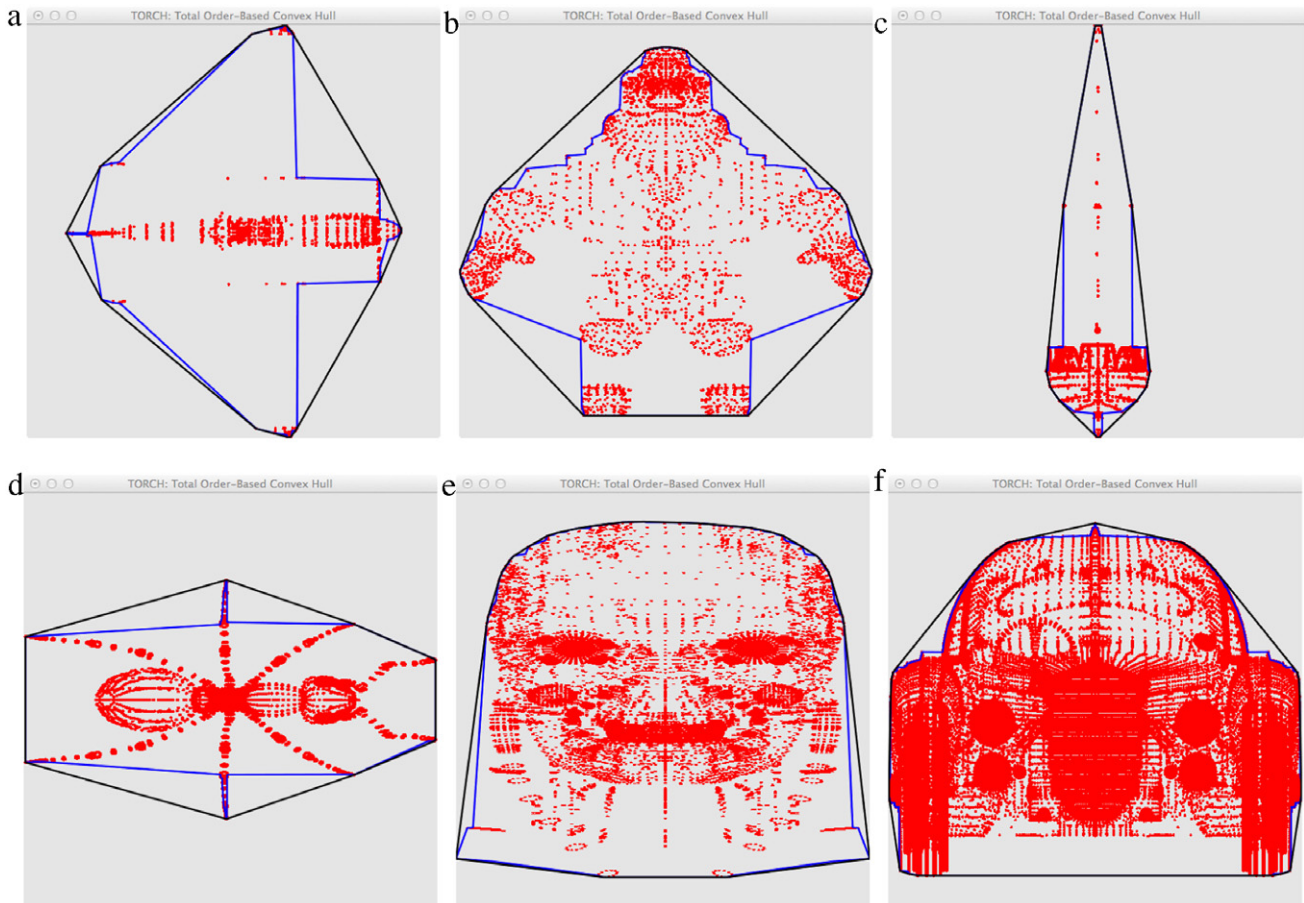 a
TORCH: Total Order-Based Convex Hull
b
TORCH: Total Order-Based Convex Hull
c
TORCH: Total Order-Based Convex Hull
d
TORCH: Total Order-Based Convex Hull
e
TORCH: Total Order-Based Convex Hull
f
TORCH: Total Order-Based Convex Hull